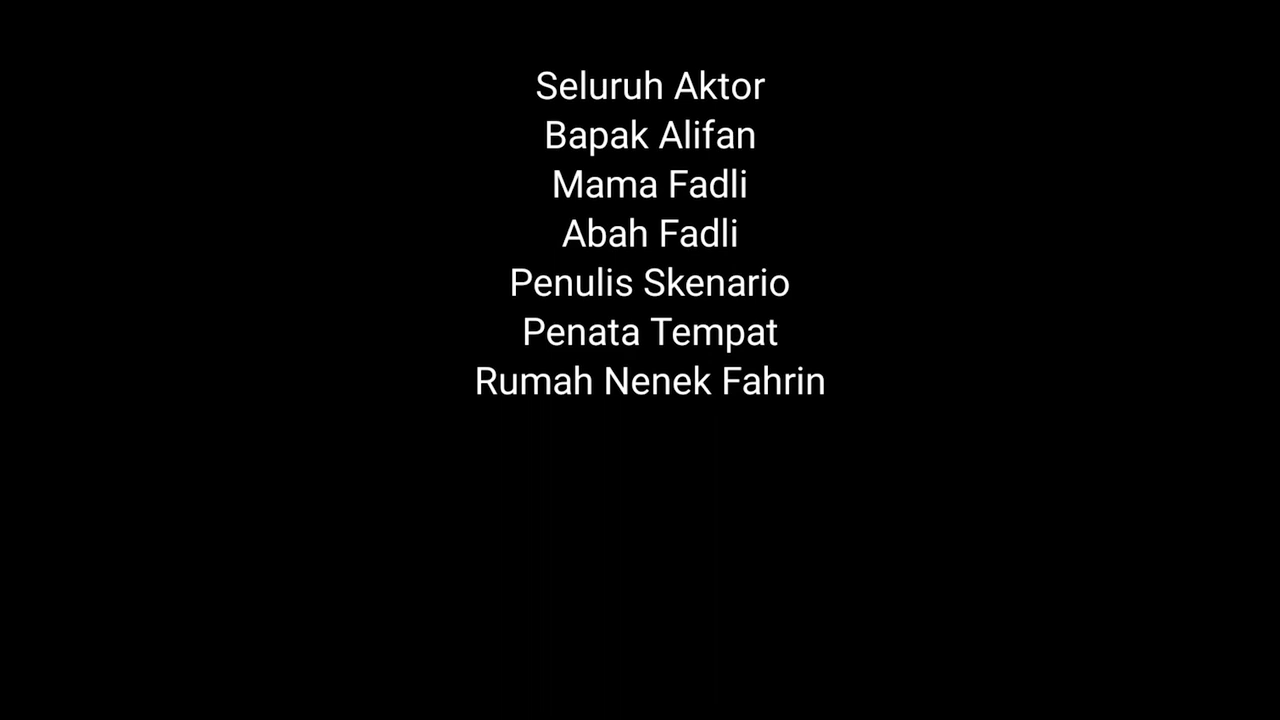 Seluruh Aktor
Bapak Alifan
Mama Fadli
Abah Fadli
Penulis Skenario
Penata Tempat
Rumah Nenek Fahrin